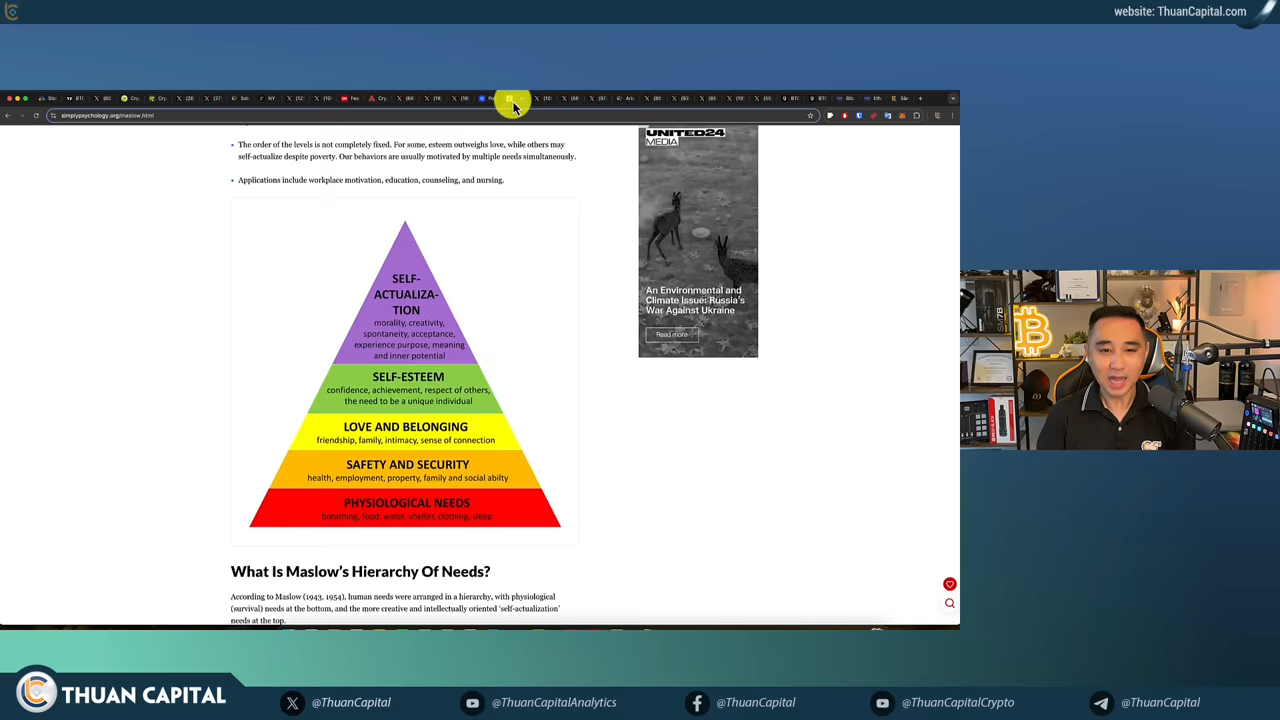 website: ThuanCapital.com
simplypsychology.org/maslow.html
• The order of the levels is not completely fixed. For some, esteem outweighs love, while others may
self-actualize despite poverty. Our behaviors are usually motivated by multiple needs simultaneously.
• Applications include workplace motivation, education, counseling, and nursing.
UNITED24
MEDIA
An Environmental and
Climate Issue: Russia's
War Against Ukraine
Read more
SELF-
ACTUALIZA-
TION
morality, creativity,
spontaneity, acceptance,
experience purpose, meaning
and inner potential
SELF-ESTEEM
confidence, achievement, respect of others,
the need to be a unique individual
LOVE AND BELONGING
friendship, family, intimacy, sense of connection
SAFETY AND SECURITY
health, employment, property, family and social abilty
PHYSIOLOGICAL NEEDS
breathing, food, water, shelter, clothing, sleep
What Is Maslow's Hierarchy Of Needs?
According to Maslow (1943, 1954), human needs were arranged in a hierarchy, with physiological
(survival) needs at the bottom, and the more creative and intellectually oriented 'self-actualization'
needs at the top.
THUAN CAPITAL
@ThuanCapital
@ThuanCapitalAnalytics
@ThuanCapital
@ThuanCapitalCrypto
@ThuanCapital